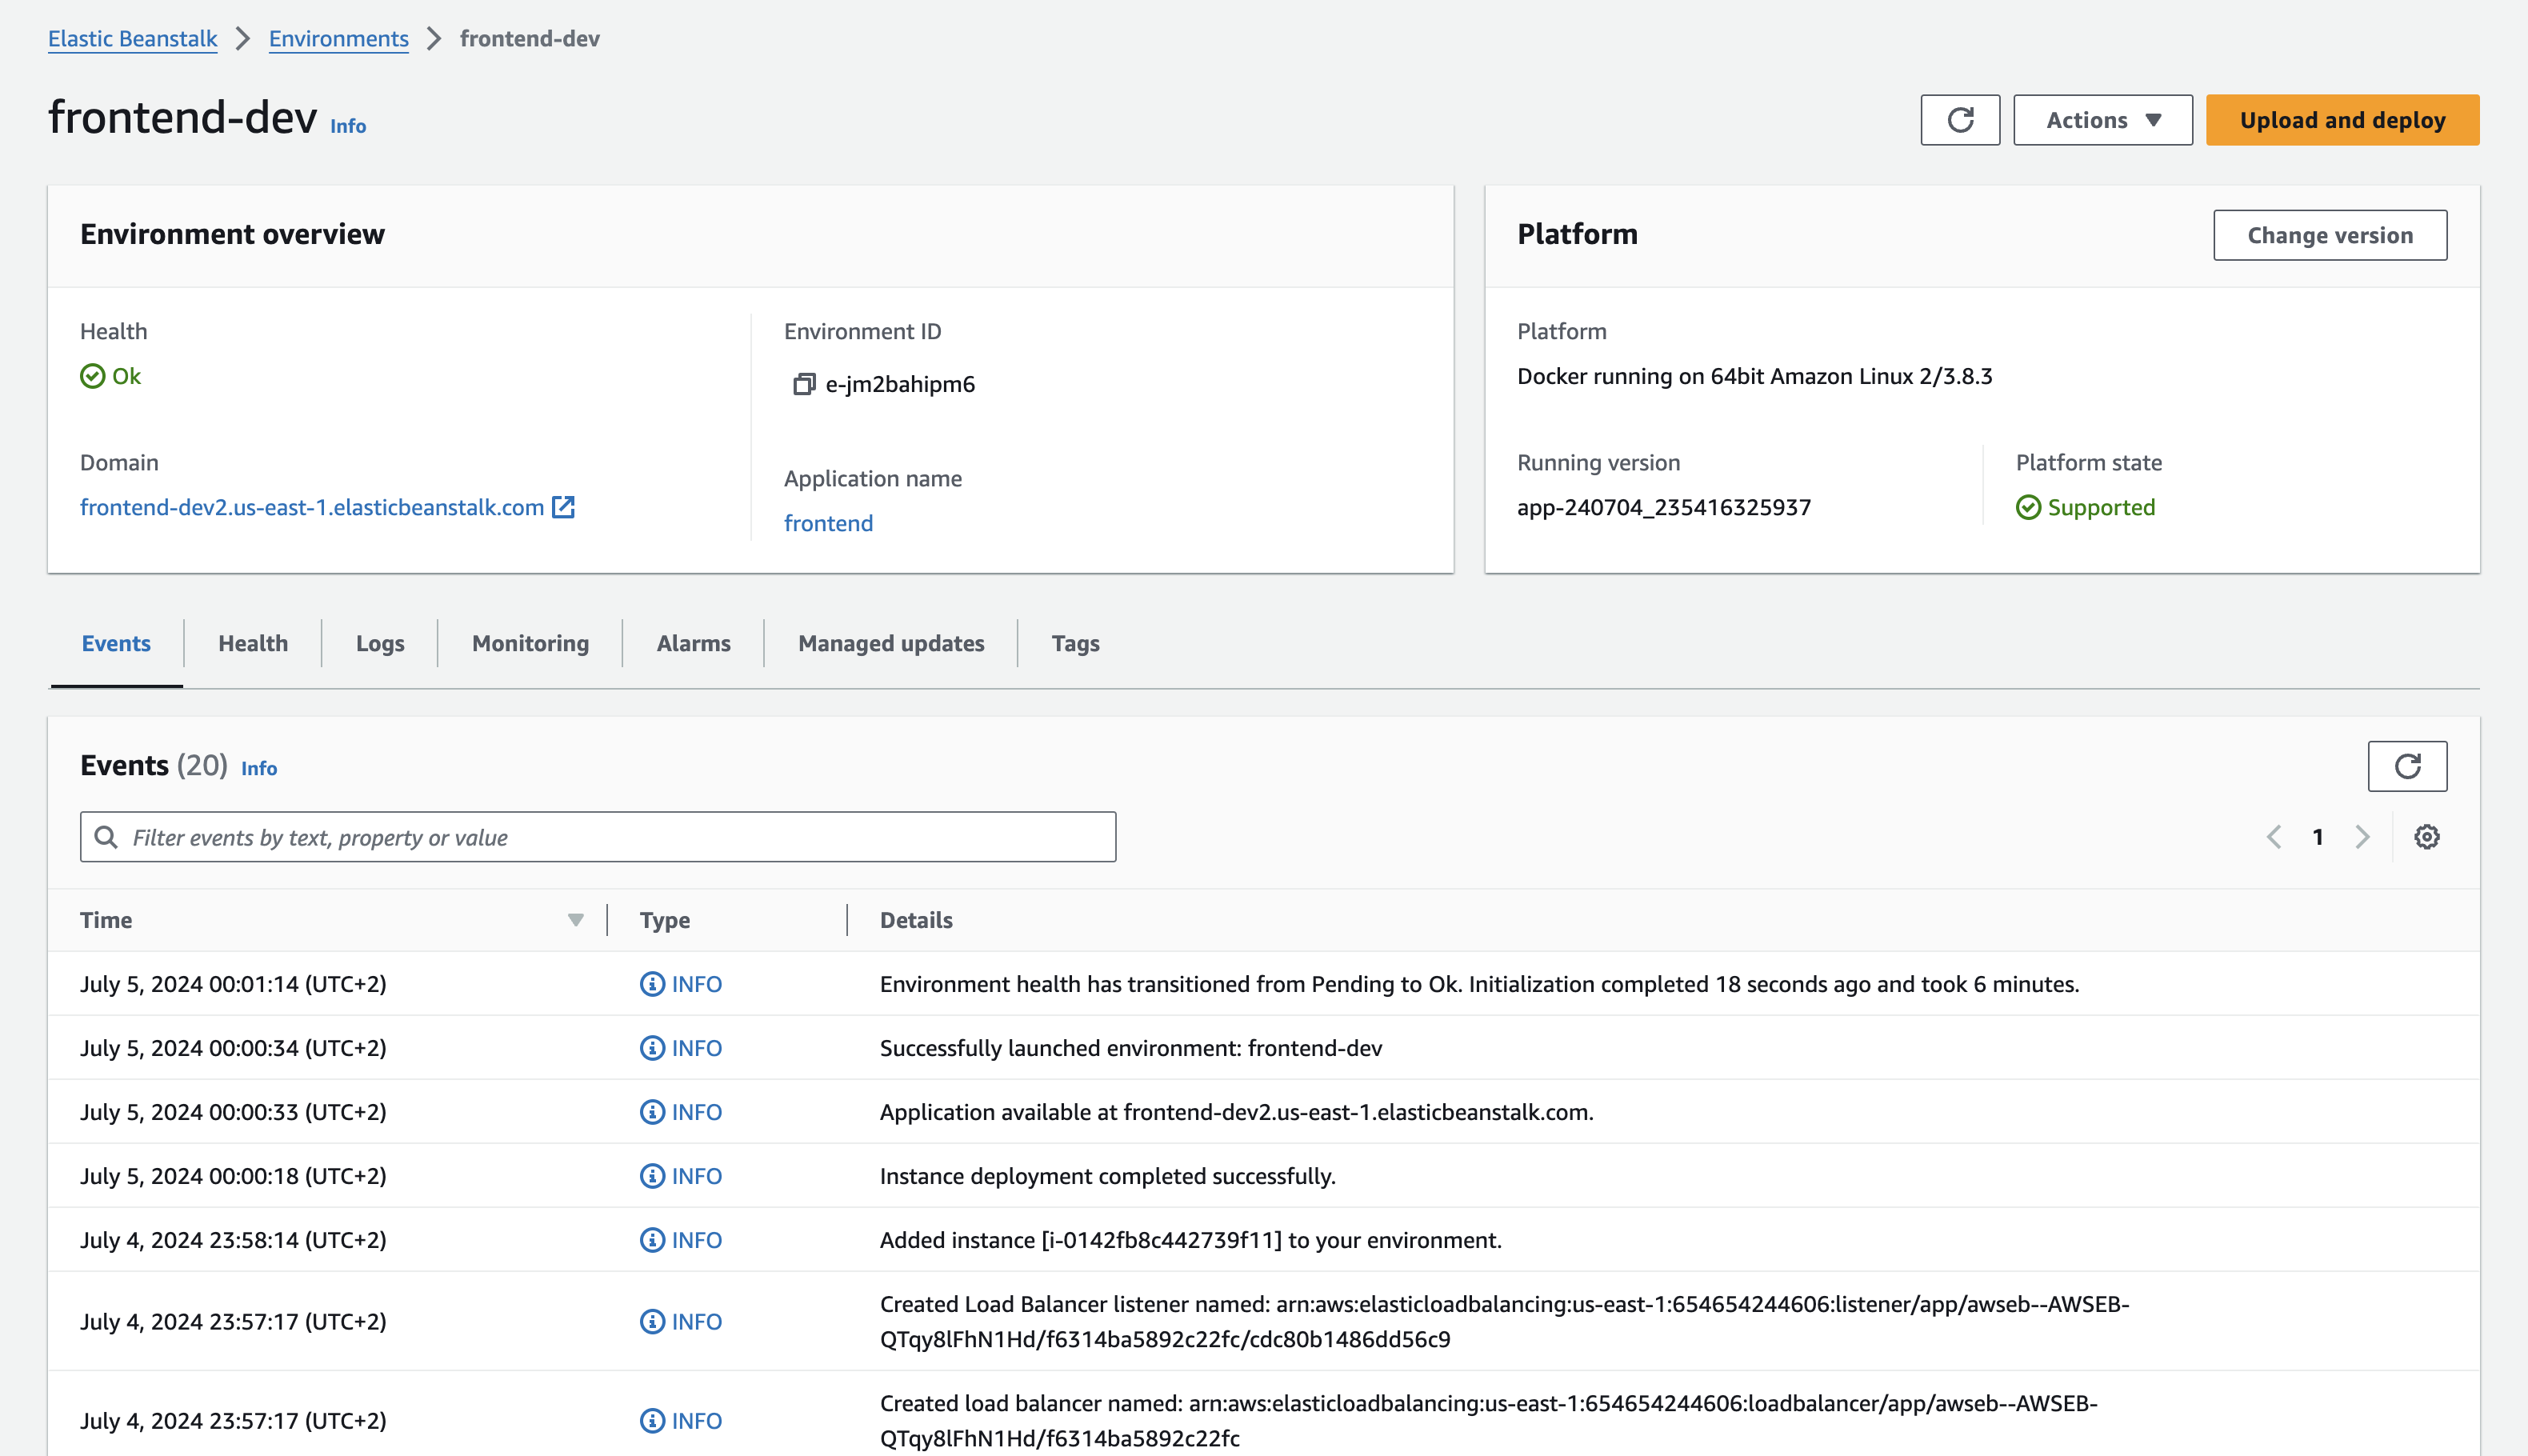 Elastic Beanstalk > Environments > frontend-dev
frontend-dev Info
Actions
Upload and deploy
Environment overview
Health
Ok
Environment ID
e-jm2bahipm6
Domain
frontend-dev2.us-east-1.elasticbeanstalk.com
Application name
frontend
Platform
Change version
Platform
Docker running on 64bit Amazon Linux 2/3.8.3
Running version
app-240704_235416325937
Platform state
Supported
Events Health Logs Monitoring Alarms Managed updates Tags
Events (20) Info
Filter events by text, property or value
1
Time Type Details
July 5, 2024 00:01:14 (UTC+2) INFO Environment health has transitioned from Pending to Ok. Initialization completed 18 seconds ago and took 6 minutes.
July 5, 2024 00:00:34 (UTC+2) INFO Successfully launched environment: frontend-dev
July 5, 2024 00:00:33 (UTC+2) INFO Application available at frontend-dev2.us-east-1.elasticbeanstalk.com.
July 5, 2024 00:00:18 (UTC+2) INFO Instance deployment completed successfully.
July 4, 2024 23:58:14 (UTC+2) INFO Added instance [i-0142fb8c442739f11] to your environment.
July 4, 2024 23:57:17 (UTC+2) INFO Created Load Balancer listener named: arn:aws:elasticloadbalancing:us-east-1:654654244606:listener/app/awseb--AWSEB-
QTqy8lFhN1Hd/f6314ba5892c22fc/cdc80b1486dd56c9
July 4, 2024 23:57:17 (UTC+2) INFO Created load balancer named: arn:aws:elasticloadbalancing:us-east-1:654654244606:loadbalancer/app/awseb--AWSEB-
QTqy8lFhN1Hd/f6314ba5892c22fc